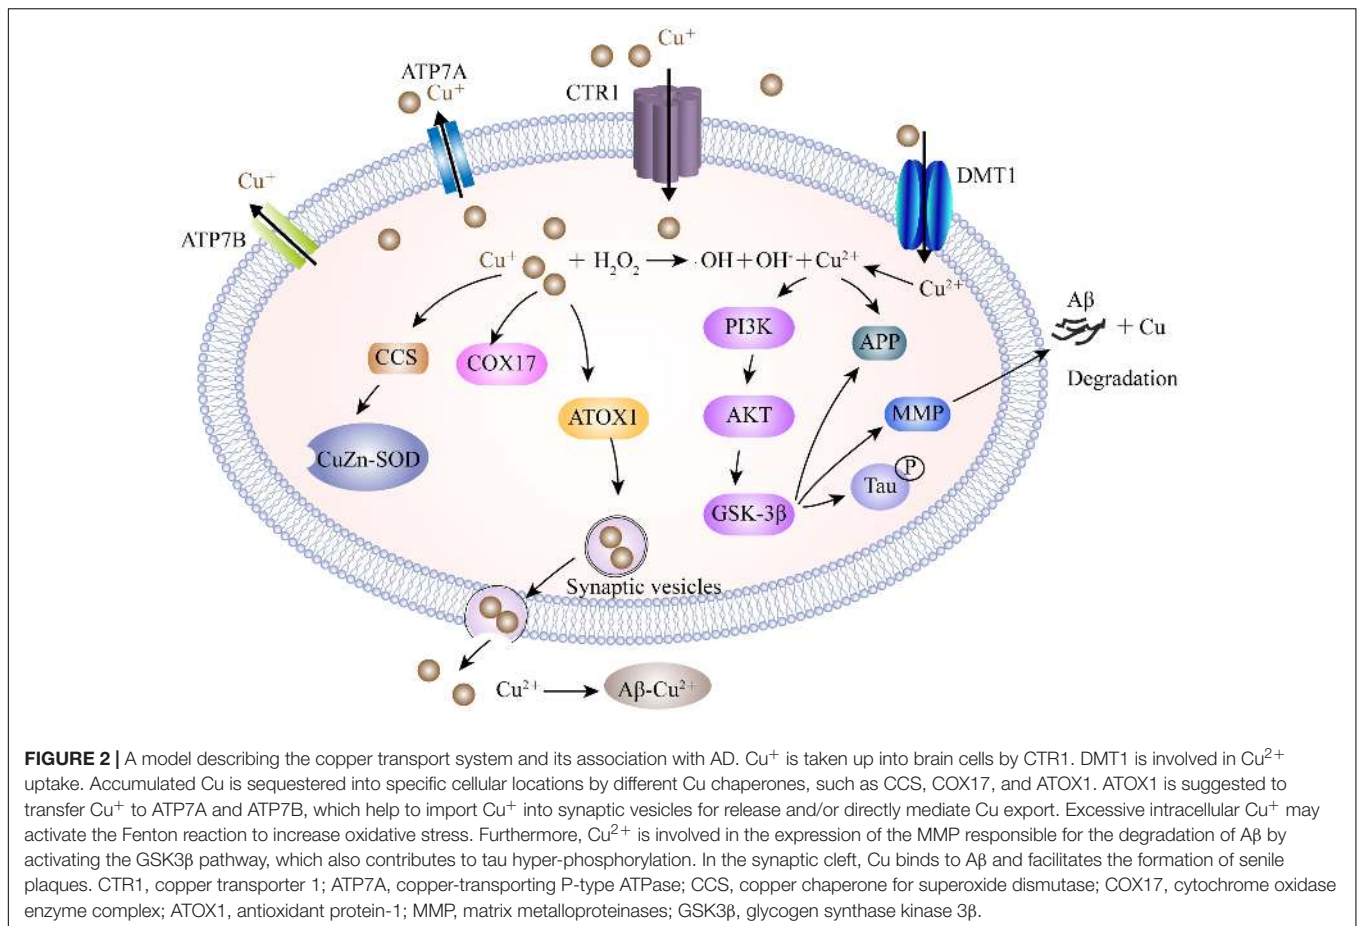 Cu⁺
ATP7A
Cu⁺
CTR1
DMT1
Cu⁺
ATP7B
Cu⁺ + H₂O₂ → ·OH + OH⁻ + Cu²⁺
Cu²⁺
Aβ
+ Cu
Degradation
PI3K
APP
CCS
COX17
AKT
MMP
ATOX1
CuZn-SOD
P
Tau
GSK-3β
Synaptic vesicles
Cu²⁺ → Aβ-Cu²⁺
FIGURE 2 | A model describing the copper transport system and its association with AD. Cu⁺ is taken up into brain cells by CTR1. DMT1 is involved in Cu²⁺
uptake. Accumulated Cu is sequestered into specific cellular locations by different Cu chaperones, such as CCS, COX17, and ATOX1. ATOX1 is suggested to
transfer Cu⁺ to ATP7A and ATP7B, which help to import Cu⁺ into synaptic vesicles for release and/or directly mediate Cu export. Excessive intracellular Cu⁺ may
activate the Fenton reaction to increase oxidative stress. Furthermore, Cu²⁺ is involved in the expression of the MMP responsible for the degradation of Aβ by
activating the GSK3β pathway, which also contributes to tau hyper-phosphorylation. In the synaptic cleft, Cu binds to Aβ and facilitates the formation of senile
plaques. CTR1, copper transporter 1; ATP7A, copper-transporting P-type ATPase; CCS, copper chaperone for superoxide dismutase; COX17, cytochrome oxidase
enzyme complex; ATOX1, antioxidant protein-1; MMP, matrix metalloproteinases; GSK3β, glycogen synthase kinase 3β.